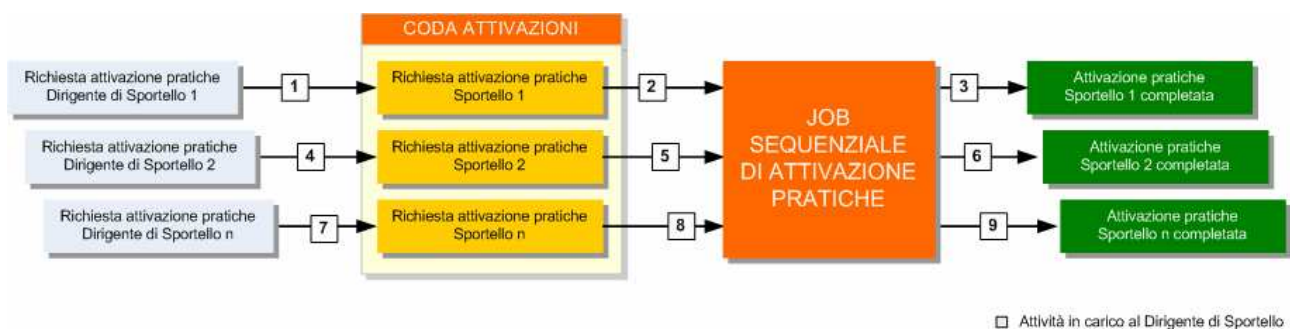 CODA ATTIVAZIONI
Richiesta attivazione pratiche
Dirigente di Sportello 1
1
Richiesta attivazione pratiche
Sportello 1
2
3
Attivazione pratiche
Sportello 1 completata
Richiesta attivazione pratiche
Dirigente di Sportello 2
4
Richiesta attivazione pratiche
Sportello 2
5
JOB
SEQUENZIALE
DI ATTIVAZIONE
PRATICHE
6
Attivazione pratiche
Sportello 2 completata
Richiesta attivazione pratiche
Dirigente di Sportello n
7
Richiesta attivazione pratiche
Sportello n
8
9
Attivazione pratiche
Sportello n completata
Attività in carico al Dirigente di Sportello